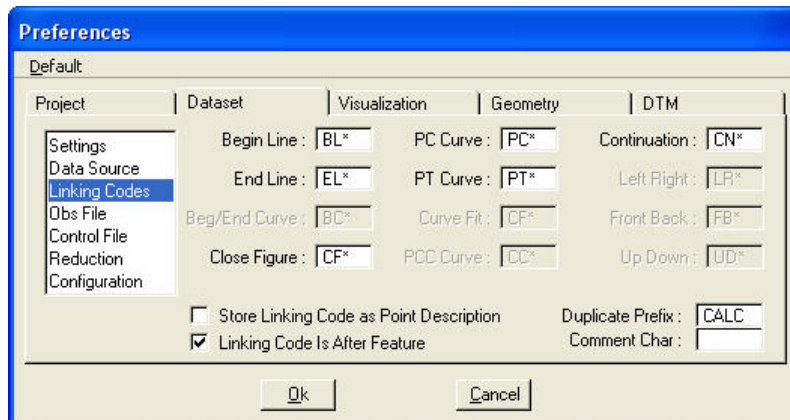 Preferences
Default
Project Dataset Visualization Geometry DTM
Settings
Data Source
Linking Codes
Obs File
Control File
Reduction
Configuration
Begin Line : BL* PC Curve : PC* Continuation : CN*
End Line : EL* PT Curve : PT* Left Right : LR*
Beg/End Curve : BC* Curve Fit : CF* Front Back : FB*
Close Figure : CF* PCC Curve : CC* Up Down : UD*
Store Linking Code as Point Description Duplicate Prefix : CALC
Linking Code Is After Feature Comment Char :
Ok Cancel